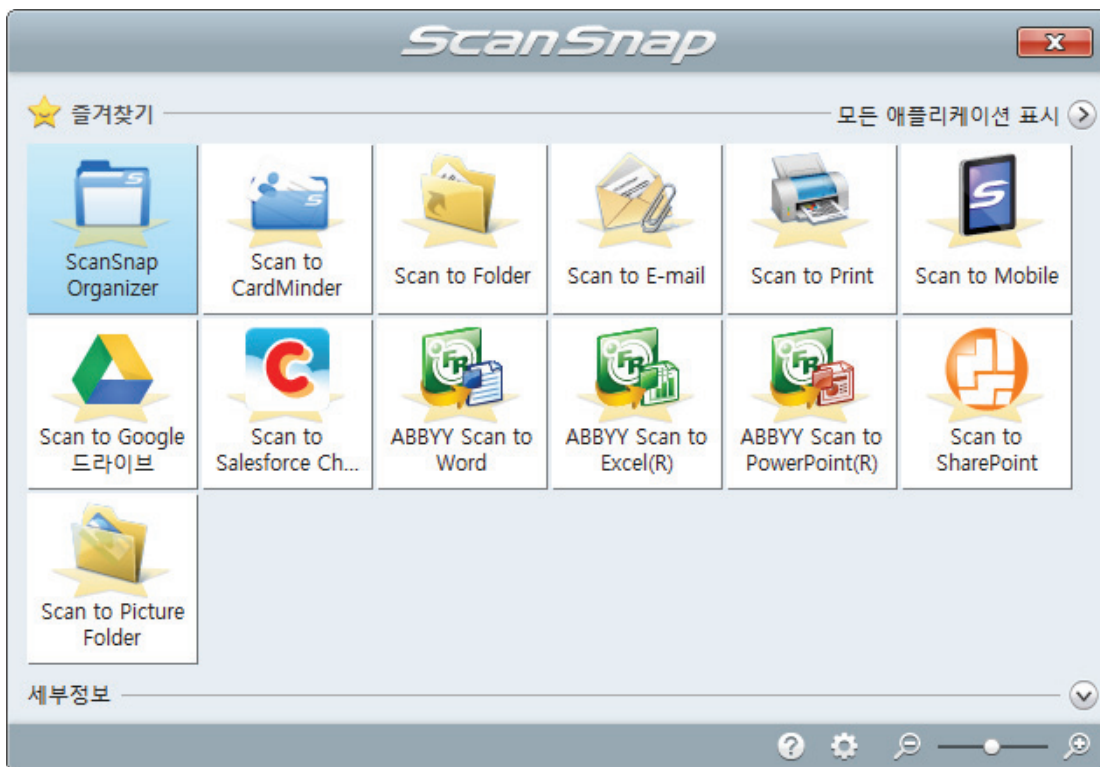 ScanSnap
즐겨찾기
모든 애플리케이션 표시
ScanSnap
Organizer
Scan to
CardMinder
Scan to Folder
Scan to E-mail
Scan to Print
Scan to Mobile
Scan to Google
드라이브
Scan to
Salesforce Ch...
ABBYY Scan to
Word
ABBYY Scan to
Excel(R)
ABBYY Scan to
PowerPoint(R)
Scan to
SharePoint
Scan to Picture
Folder
세부정보